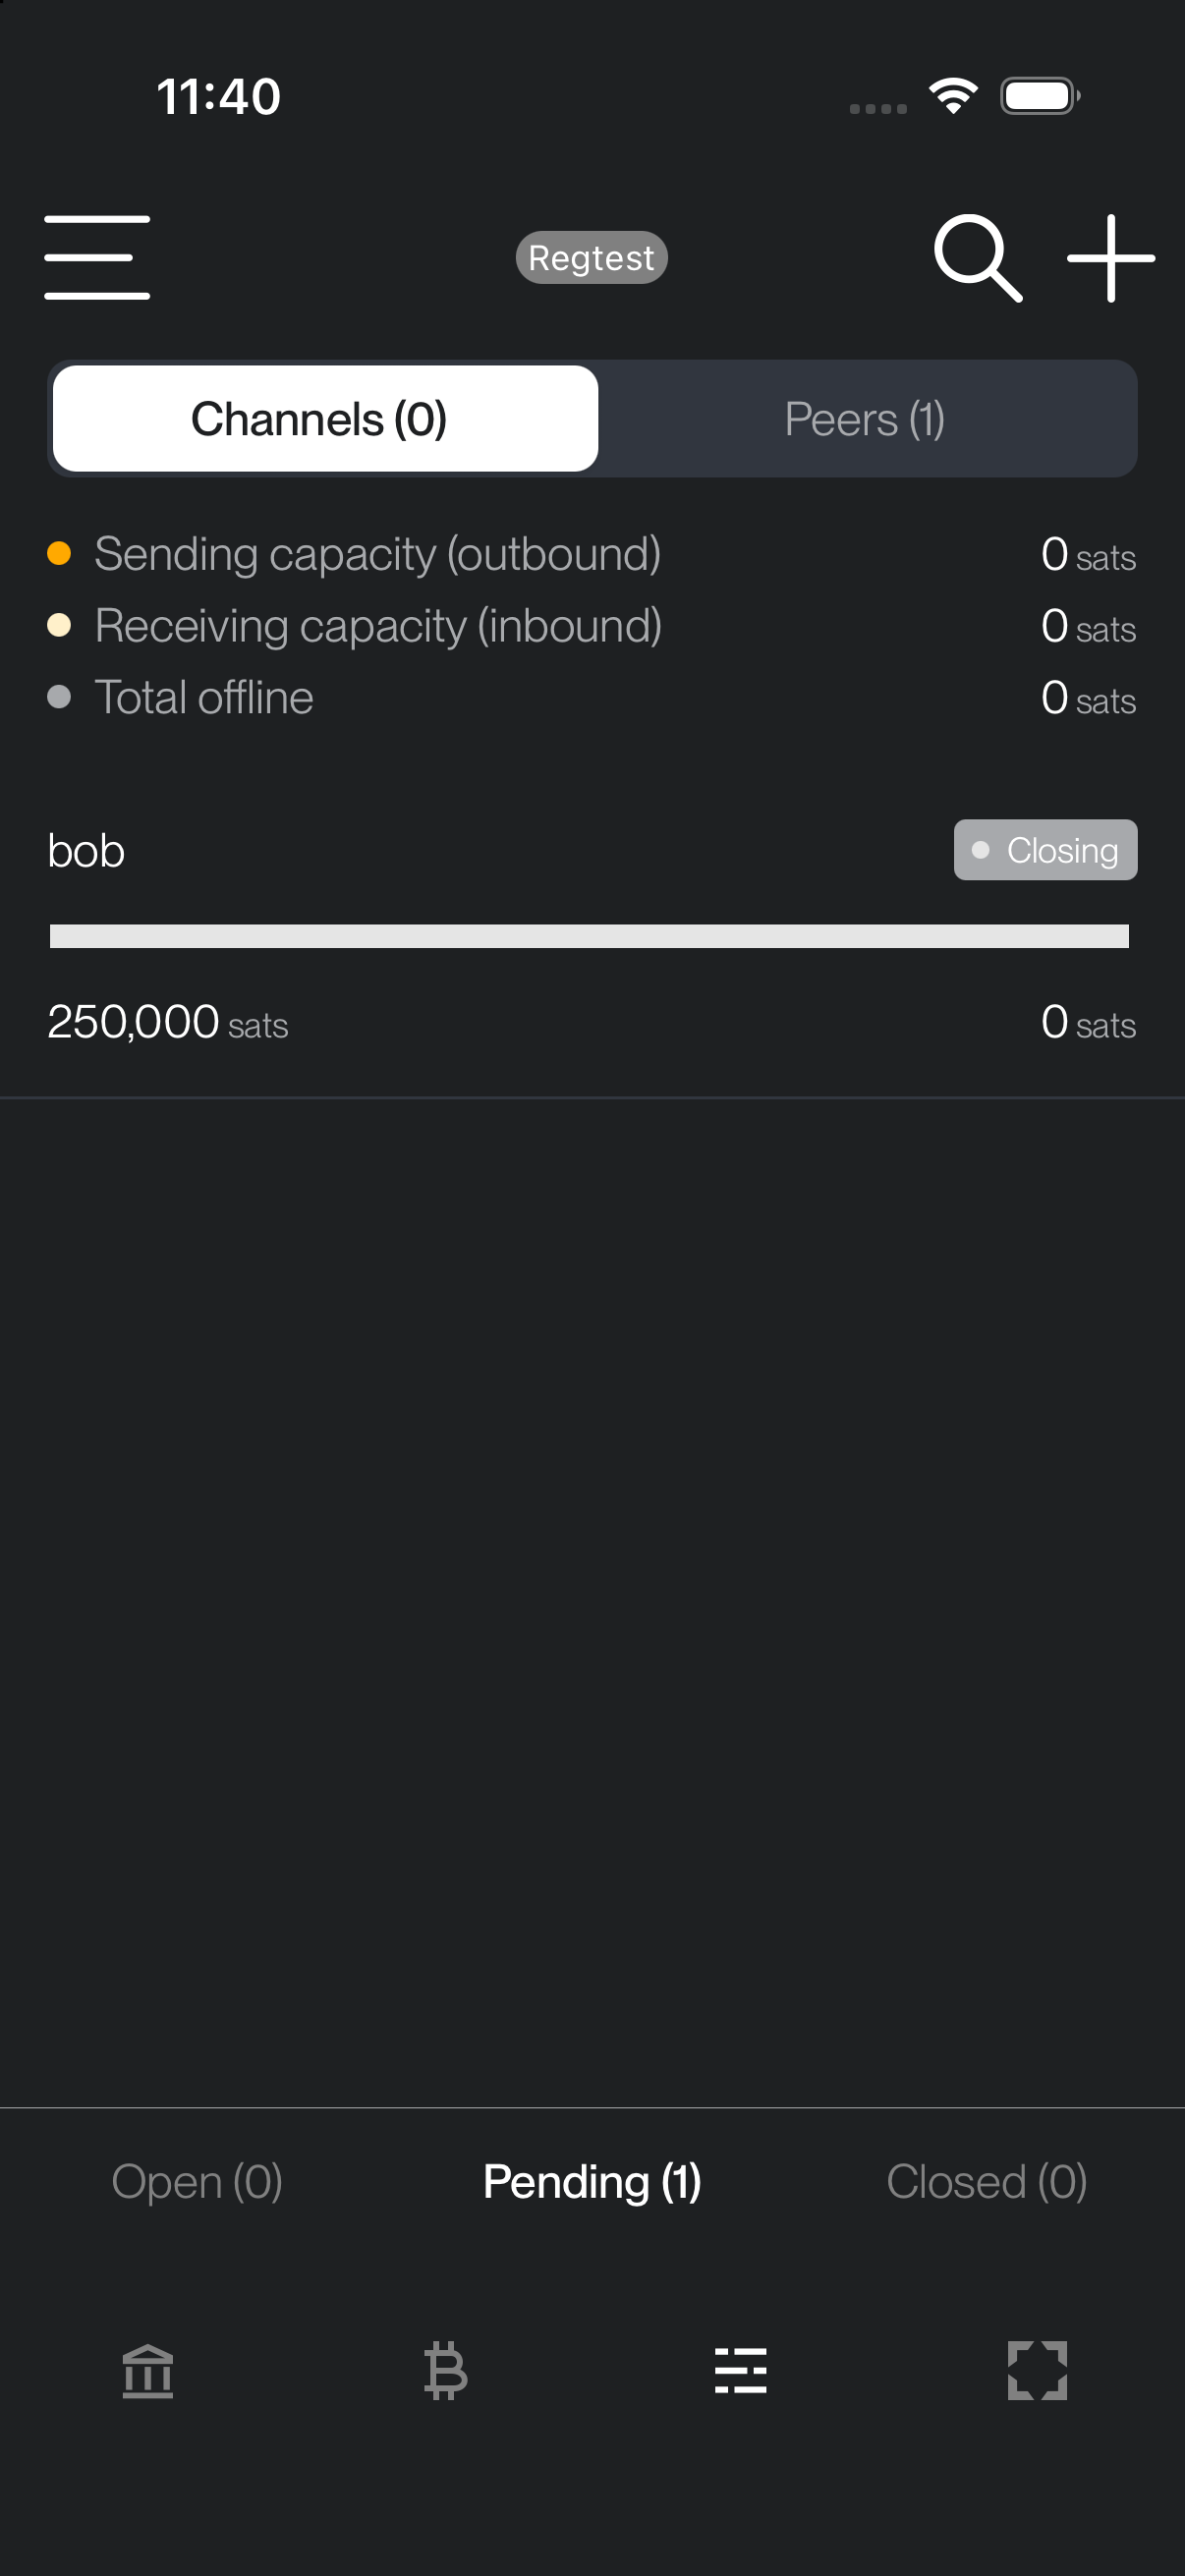 11:40
Regtest
Channels (0) Peers (1)
Sending capacity (outbound) 0 sats
Receiving capacity (inbound) 0 sats
Total offline 0 sats
bob Closing
250,000 sats 0 sats
Open (0) Pending (1) Closed (0)